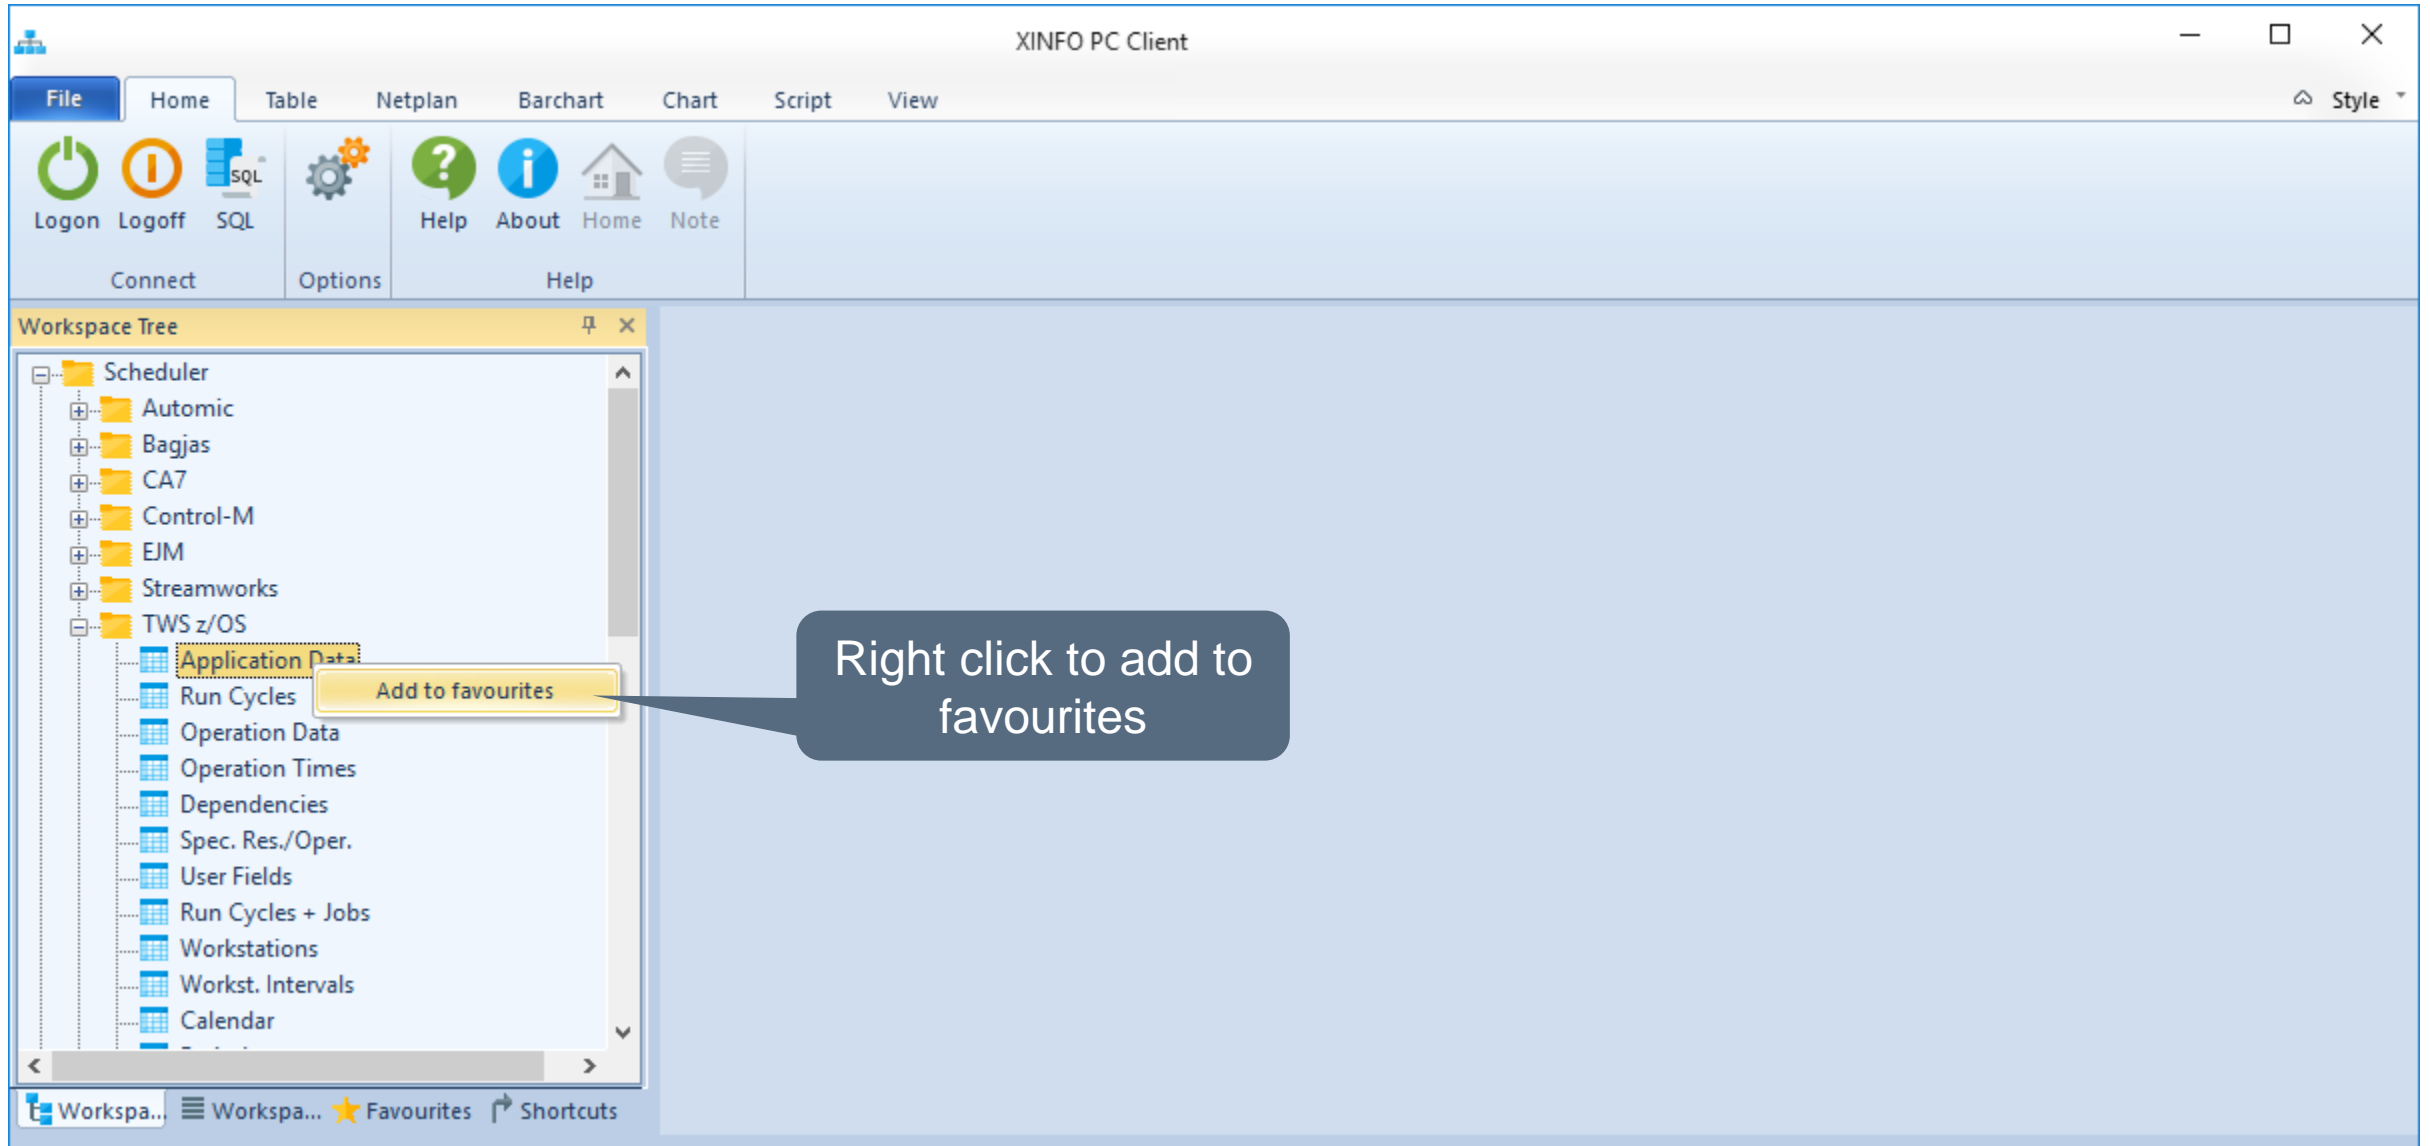 XINFO PC Client
File Home Table Netplan Barchart Chart Script View Style
SQL
Logon Logoff SQL Help About Home Note
Connect Options Help
Workspace Tree
Scheduler
Automic
Bagjas
CA7
Control-M
EJM
Streamworks
TWS z/OS
Application Data
Add to favourites
Run Cycles
Operation Data
Operation Times
Dependencies
Spec. Res./Oper.
User Fields
Run Cycles + Jobs
Workstations
Workst. Intervals
Calendar
Right click to add to
favourites
Workspa... Workspa... Favourites Shortcuts